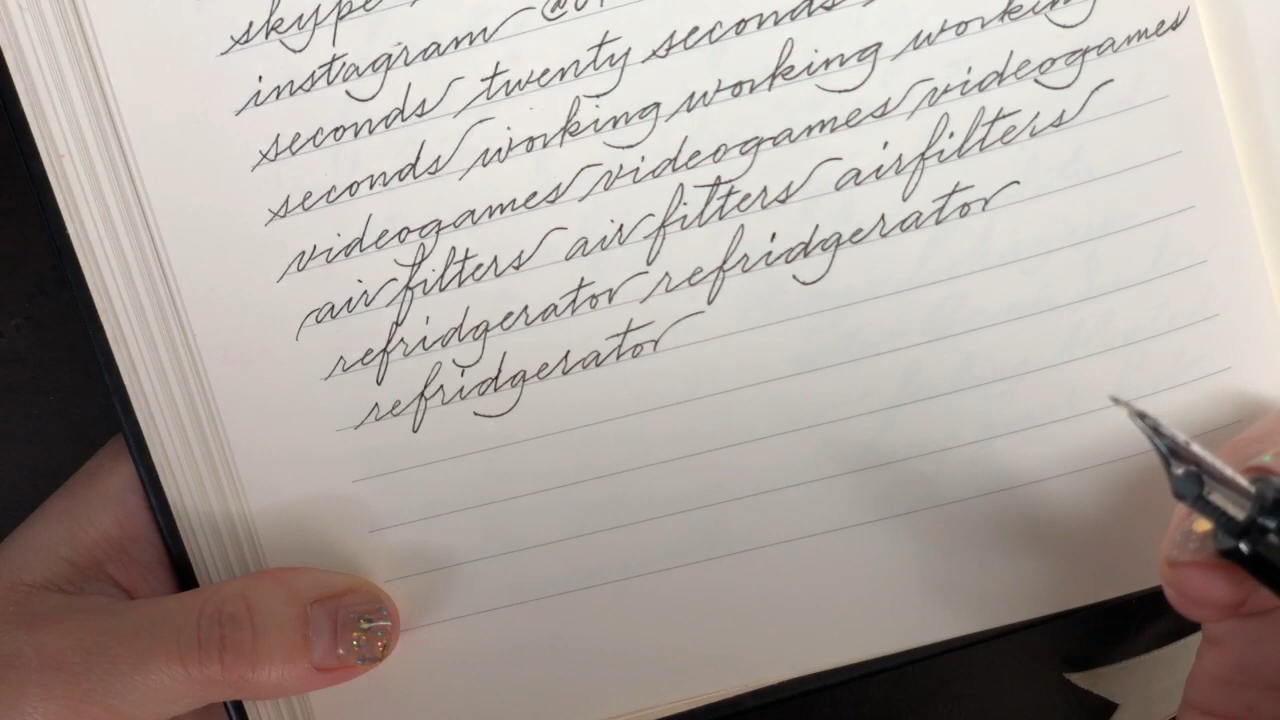 skype
instagram
seconds twenty seconds
seconds working working working
videogames videogames videogames
air filters air filters airfilters
refridgerator refridgerator
refridgerator